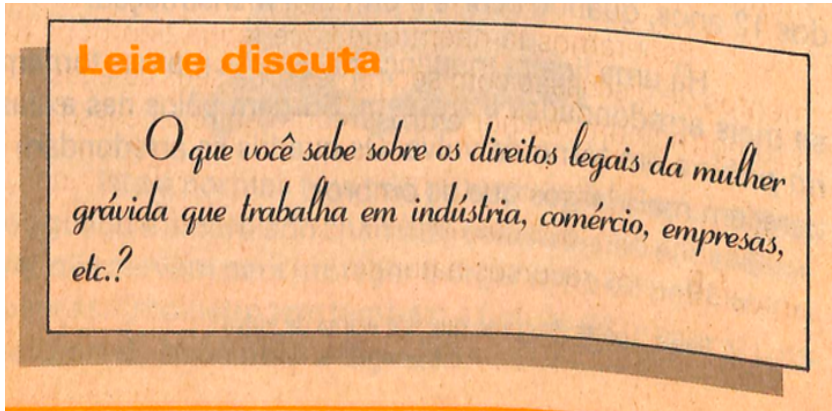 Leia e discuta
O que você sabe sobre os direitos legais da mulher
grávida que trabalha em indústria, comércio, empresas,
etc.?